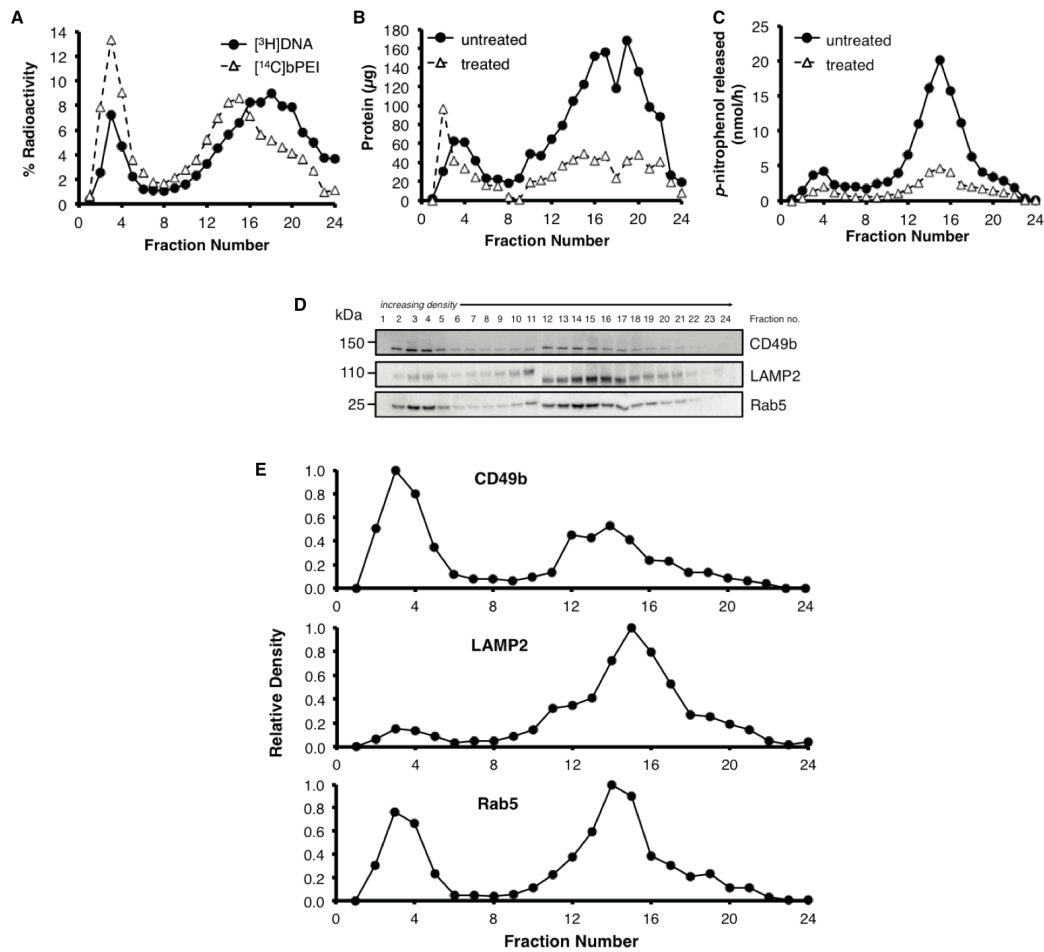 A
14
12
10
8
6
4
2
0
% Radioactivity
[³H]DNA
[¹⁴C]bPEI
0 4 8 12 16 20 24
Fraction Number
B
180
160
140
120
100
80
60
40
20
0
Protein (µg)
untreated
treated
0 4 8 12 16 20 24
Fraction Number
C
25
20
15
10
5
0
p-nitrophenol released
(nmol/h)
untreated
treated
0 4 8 12 16 20 24
Fraction Number
D
increasing density
kDa
1 2 3 4 5 6 7 8 9 10 11 12 13 14 15 16 17 18 19 20 21 22 23 24 Fraction no.
150 CD49b
110 LAMP2
25 Rab5
E
CD49b
1.0
0.8
0.6
0.4
0.2
0.0
0 4 8 12 16 20 24
LAMP2
1.0
0.8
0.6
0.4
0.2
0.0
0 4 8 12 16 20 24
Relative Density
Rab5
1.0
0.8
0.6
0.4
0.2
0.0
0 4 8 12 16 20 24
Fraction Number